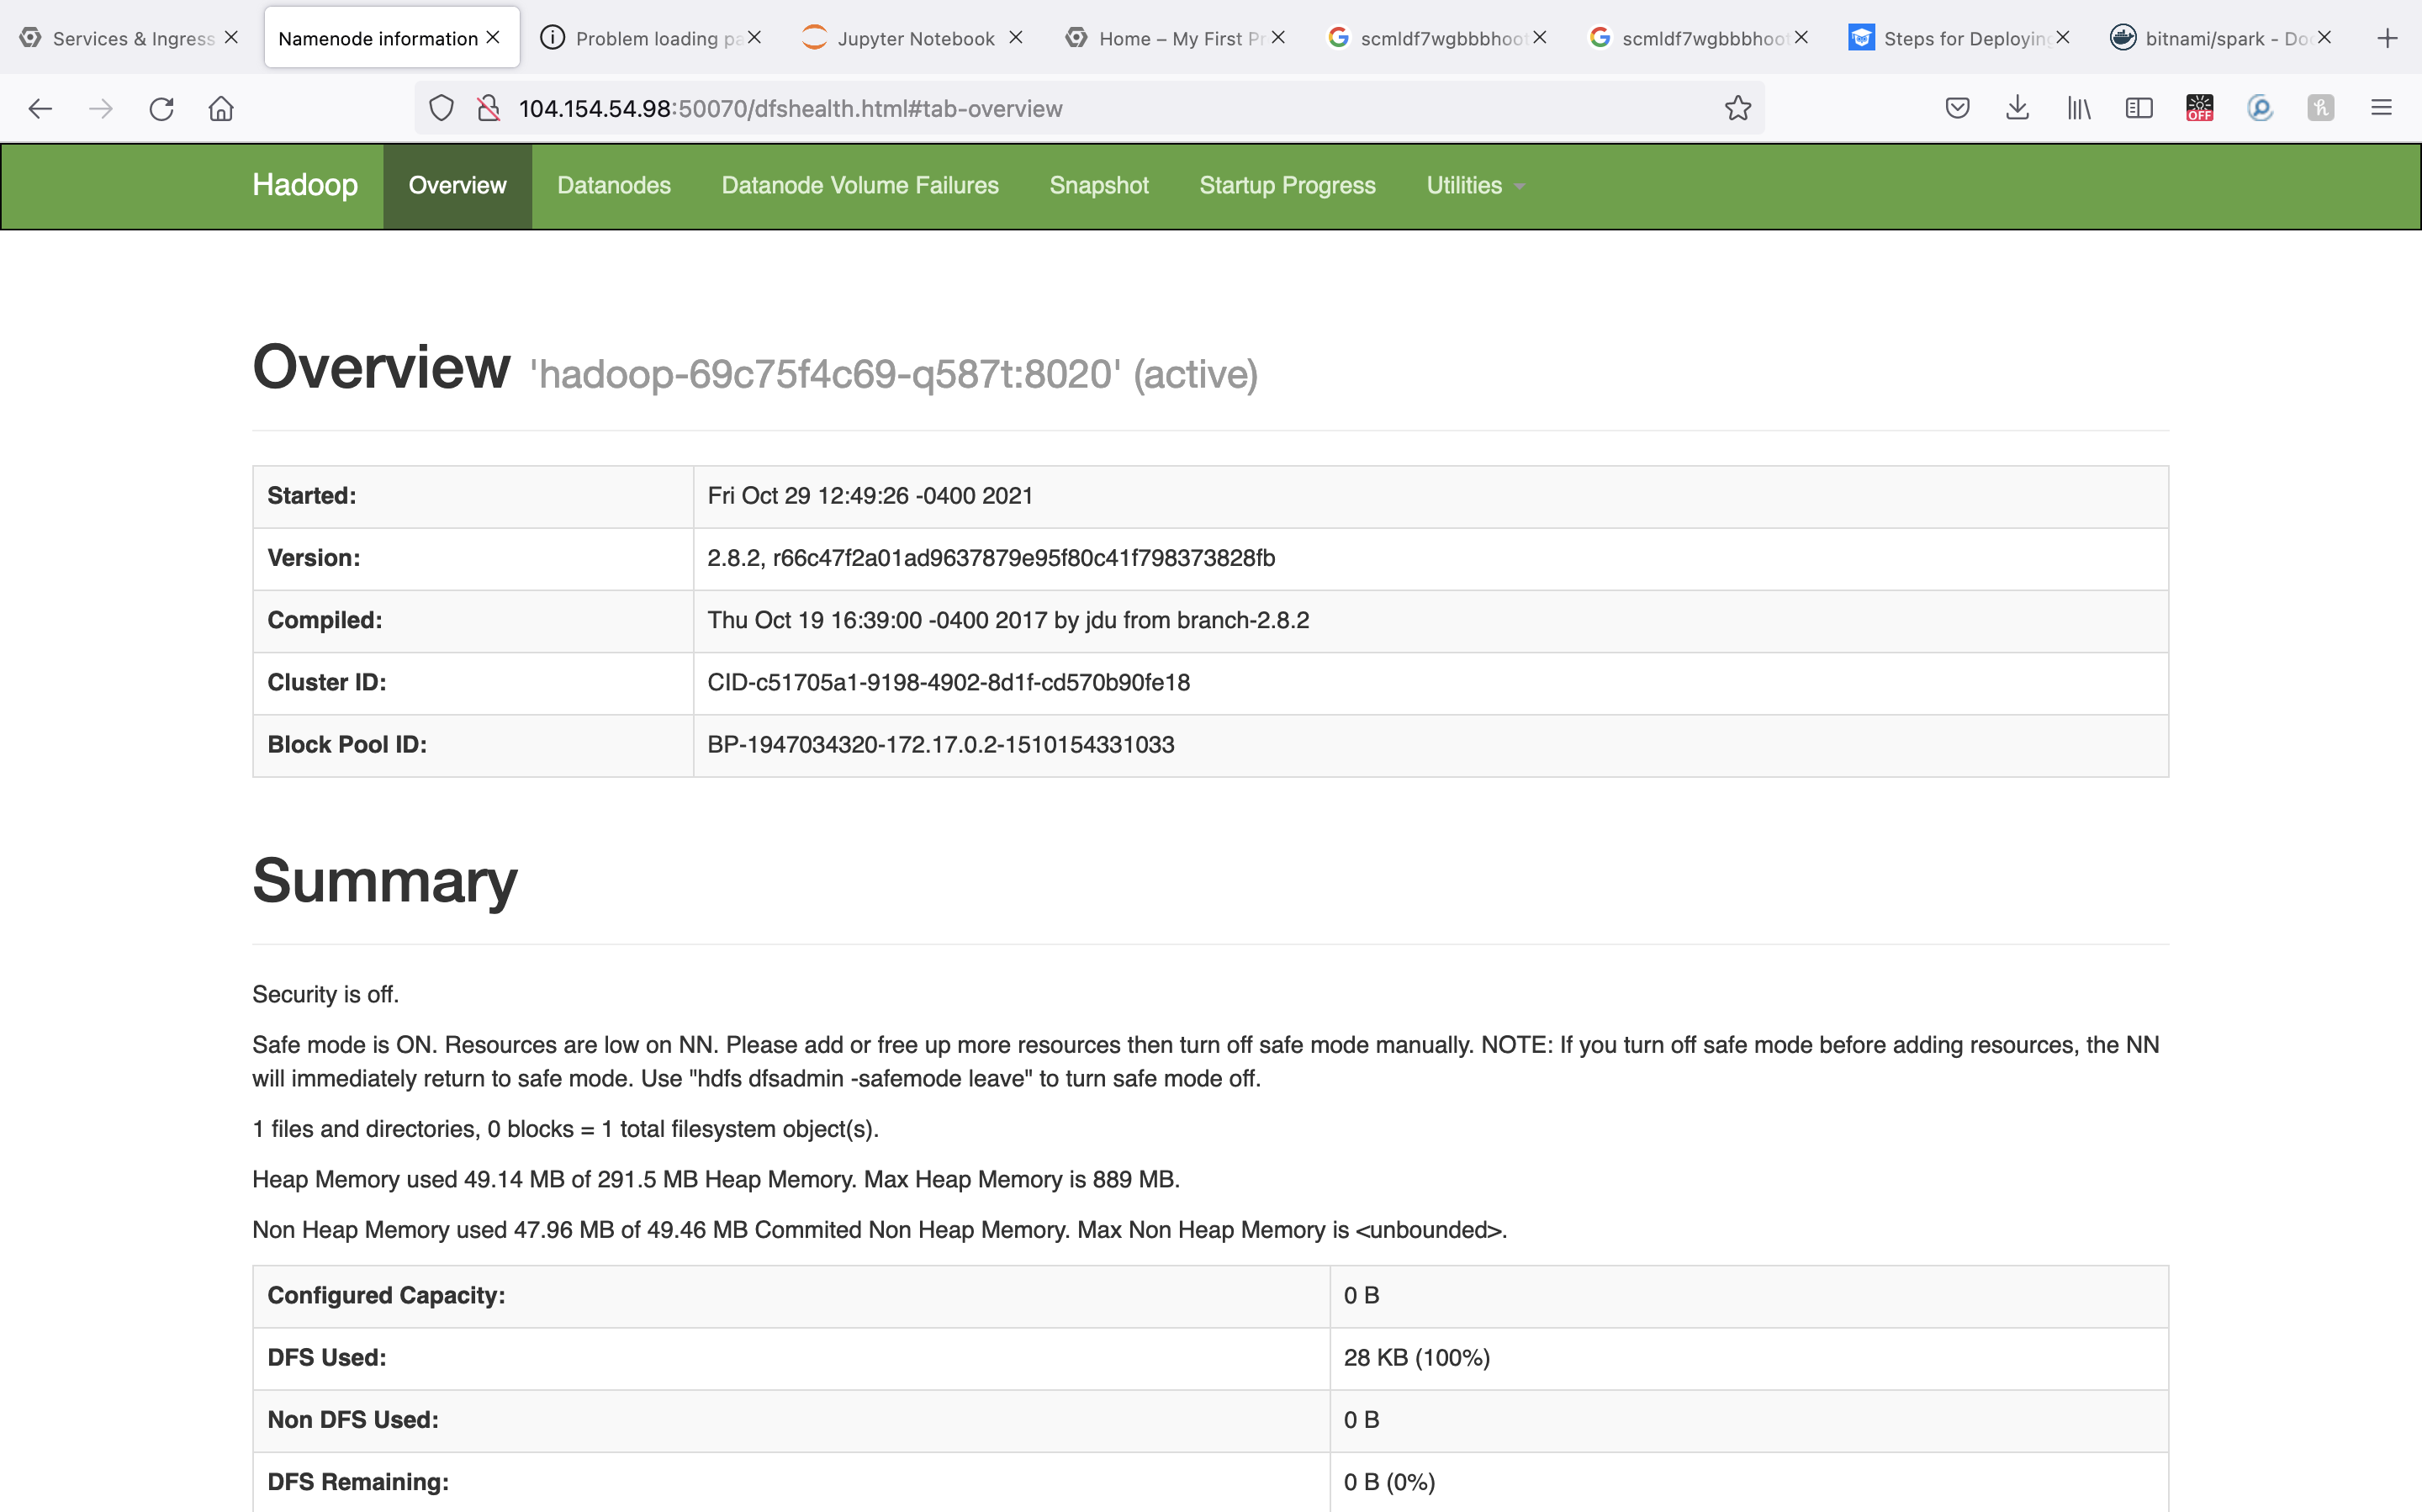 Services & Ingress
Namenode information
Problem loading pa
Jupyter Notebook
Home – My First Pr
scmldf7wgbbbhoot
scmldf7wgbbbhoot
Steps for Deploying
bitnami/spark - Do
104.154.54.98:50070/dfshealth.html#tab-overview
OFF
Hadoop
Overview
Datanodes
Datanode Volume Failures
Snapshot
Startup Progress
Utilities
Overview 'hadoop-69c75f4c69-q587t:8020' (active)
Started: Fri Oct 29 12:49:26 -0400 2021
Version: 2.8.2, r66c47f2a01ad9637879e95f80c41f798373828fb
Compiled: Thu Oct 19 16:39:00 -0400 2017 by jdu from branch-2.8.2
Cluster ID: CID-c51705a1-9198-4902-8d1f-cd570b90fe18
Block Pool ID: BP-1947034320-172.17.0.2-1510154331033
Summary
Security is off.
Safe mode is ON. Resources are low on NN. Please add or free up more resources then turn off safe mode manually. NOTE: If you turn off safe mode before adding resources, the NN
will immediately return to safe mode. Use "hdfs dfsadmin -safemode leave" to turn safe mode off.
1 files and directories, 0 blocks = 1 total filesystem object(s).
Heap Memory used 49.14 MB of 291.5 MB Heap Memory. Max Heap Memory is 889 MB.
Non Heap Memory used 47.96 MB of 49.46 MB Commited Non Heap Memory. Max Non Heap Memory is <unbounded>.
Configured Capacity: 0 B
DFS Used: 28 KB (100%)
Non DFS Used: 0 B
DFS Remaining: 0 B (0%)